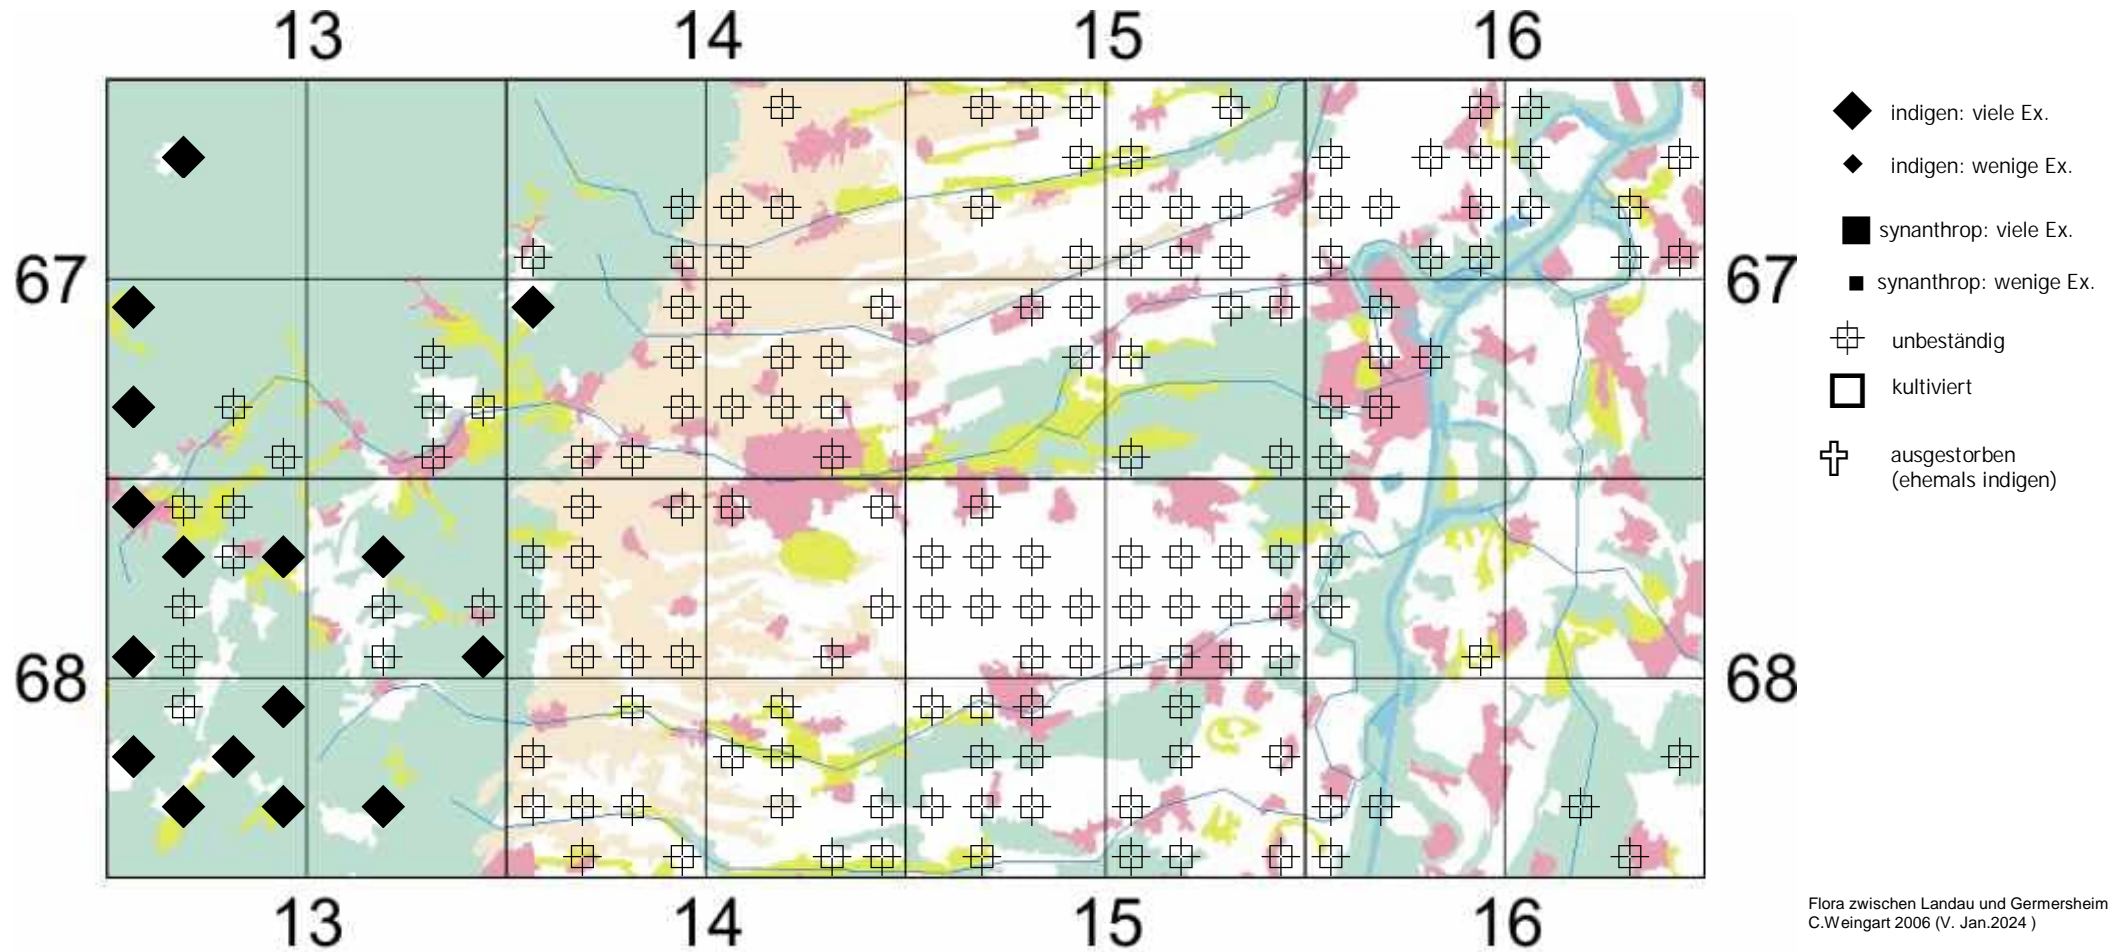 13 14 15 16
67 67
68 68
13 14 15 16
indigen: viele Ex.
indigen: wenige Ex.
synanthrop: viele Ex.
synanthrop: wenige Ex.
unbeständig
kultiviert
ausgestorben
(ehemals indigen)
Flora zwischen Landau und Germersheim
C.Weingart 2006 (V. Jan.2024 )